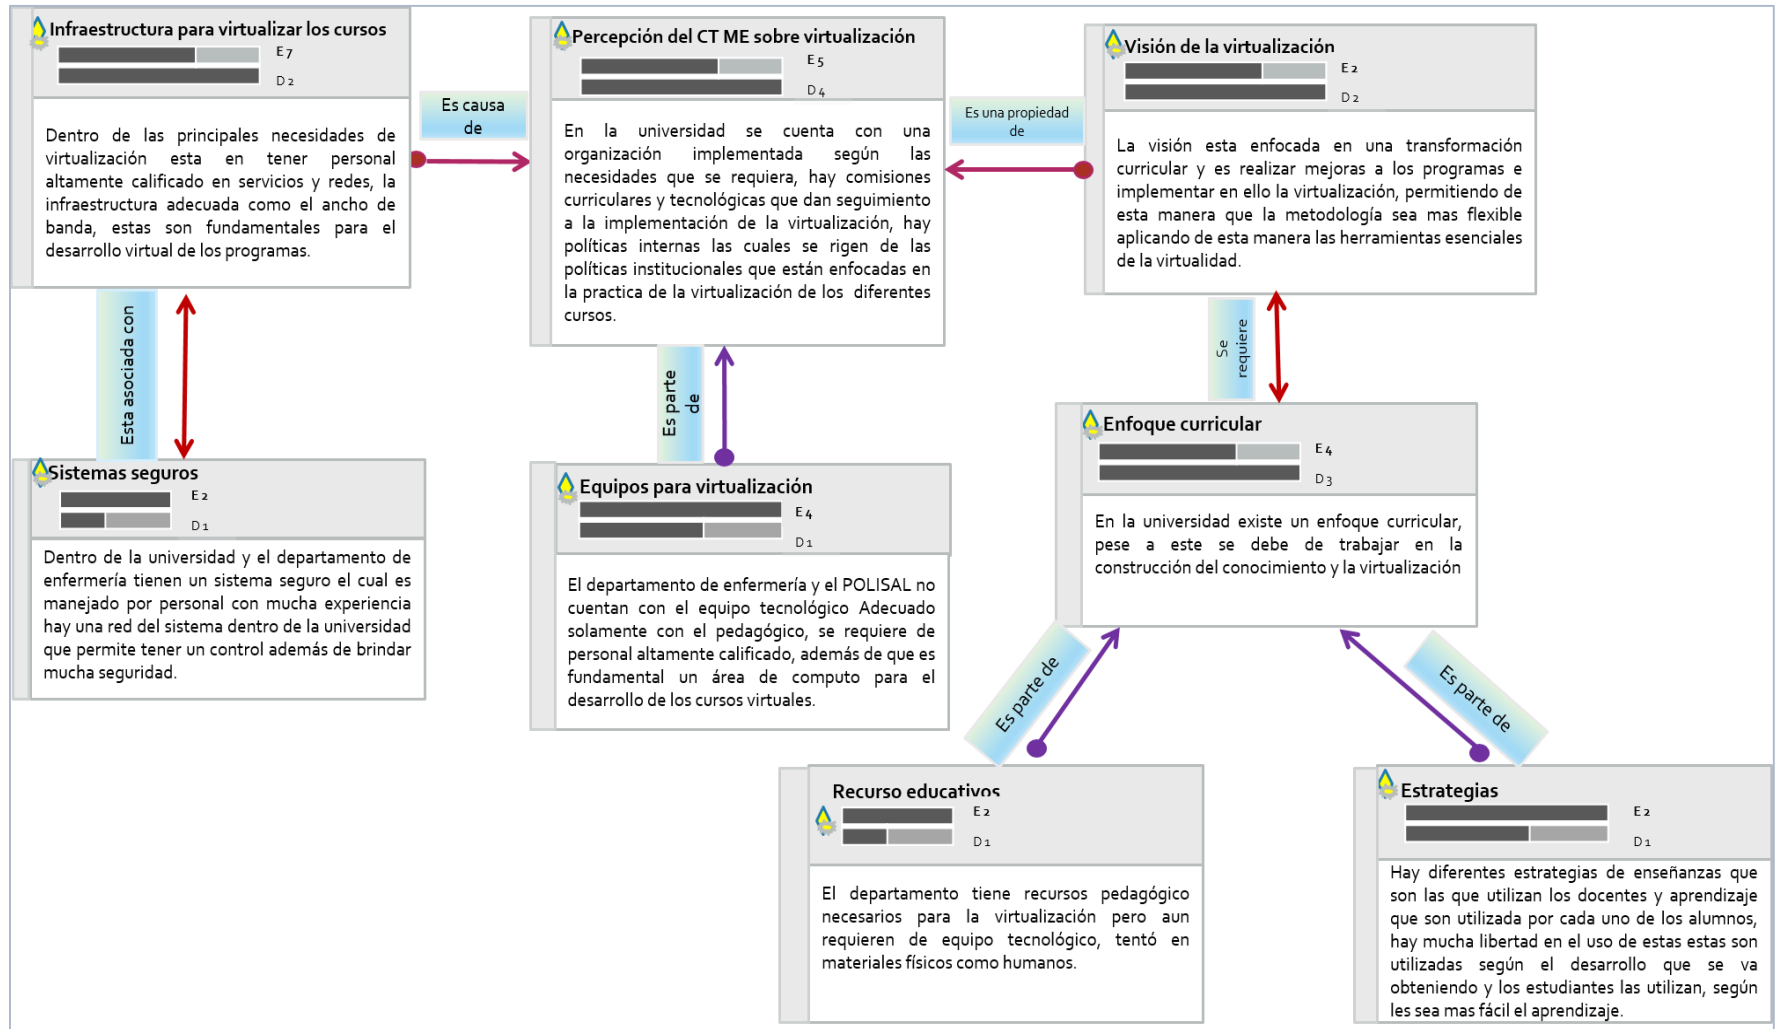 Infraestructura para virtualizar los cursos
E 7
D 2
Dentro de las principales necesidades de
virtualización esta en tener personal
altamente calificado en servicios y redes, la
infraestructura adecuada como el ancho de
banda, estas son fundamentales para el
desarrollo virtual de los programas.
Es causa
de
Percepción del CT ME sobre virtualización
E 5
D 4
En la universidad se cuenta con una
organización implementada según las
necesidades que se requiera, hay comisiones
curriculares y tecnológicas que dan seguimiento
a la implementación de la virtualización, hay
políticas internas las cuales se rigen de las
políticas institucionales que están enfocadas en
la practica de la virtualización de los diferentes
cursos.
Es una propiedad
de
Visión de la virtualización
E 2
D 2
La visión esta enfocada en una transformación
curricular y es realizar mejoras a los programas e
implementar en ello la virtualización, permitiendo de
esta manera que la metodología sea mas flexible
aplicando de esta manera las herramientas esenciales
de la virtualidad.
Esta asociada con
Es parte
de
Se
requiere
Sistemas seguros
E 2
D 1
Dentro de la universidad y el departamento de
enfermería tienen un sistema seguro el cual es
manejado por personal con mucha experiencia
hay una red del sistema dentro de la universidad
que permite tener un control además de brindar
mucha seguridad.
Equipos para virtualización
E 4
D 1
El departamento de enfermería y el POLISAL no
cuentan con el equipo tecnológico Adecuado
solamente con el pedagógico, se requiere de
personal altamente calificado, además de que es
fundamental un área de computo para el
desarrollo de los cursos virtuales.
Enfoque curricular
E 4
D 3
En la universidad existe un enfoque curricular,
pese a este se debe de trabajar en la
construcción del conocimiento y la virtualización
Es parte de
Es parte de
Recurso educativos
E 2
D 1
El departamento tiene recursos pedagógico
necesarios para la virtualización pero aun
requieren de equipo tecnológico, tentó en
materiales físicos como humanos.
Estrategias
E 2
D 1
Hay diferentes estrategias de enseñanzas que
son las que utilizan los docentes y aprendizaje
que son utilizada por cada uno de los alumnos,
hay mucha libertad en el uso de estas estas son
utilizadas según el desarrollo que se va
obteniendo y los estudiantes las utilizan, según
les sea mas fácil el aprendizaje.